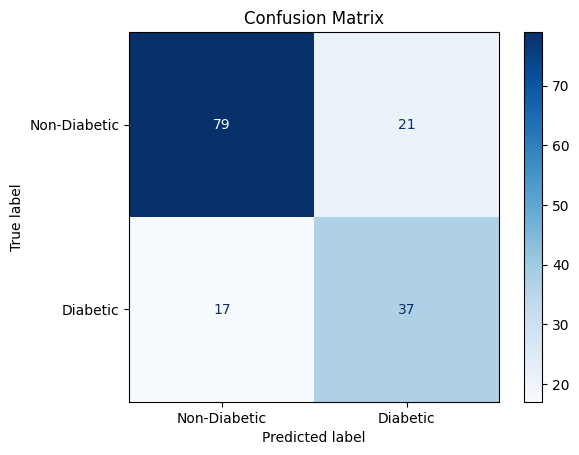 Confusion Matrix
True label
Non-Diabetic
79
21
Diabetic
17
37
Non-Diabetic
Diabetic
Predicted label
70
60
50
40
30
20